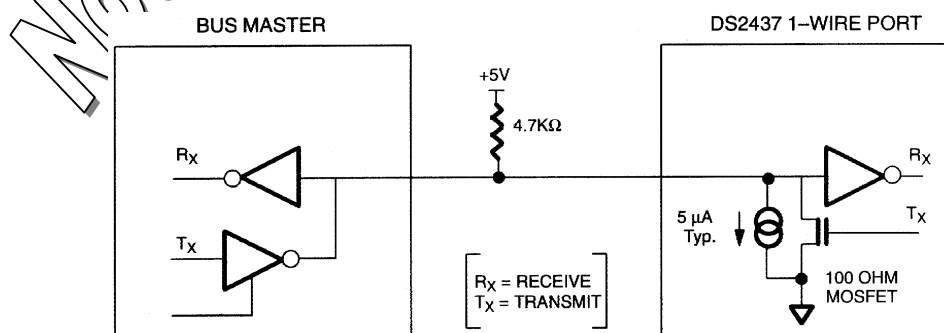 BUS MASTER
DS2437 1–WIRE PORT
+5V
4.7KΩ
RX
RX
TX
TX
5 µA
Typ.
RX = RECEIVE
TX = TRANSMIT
100 OHM
MOSFET